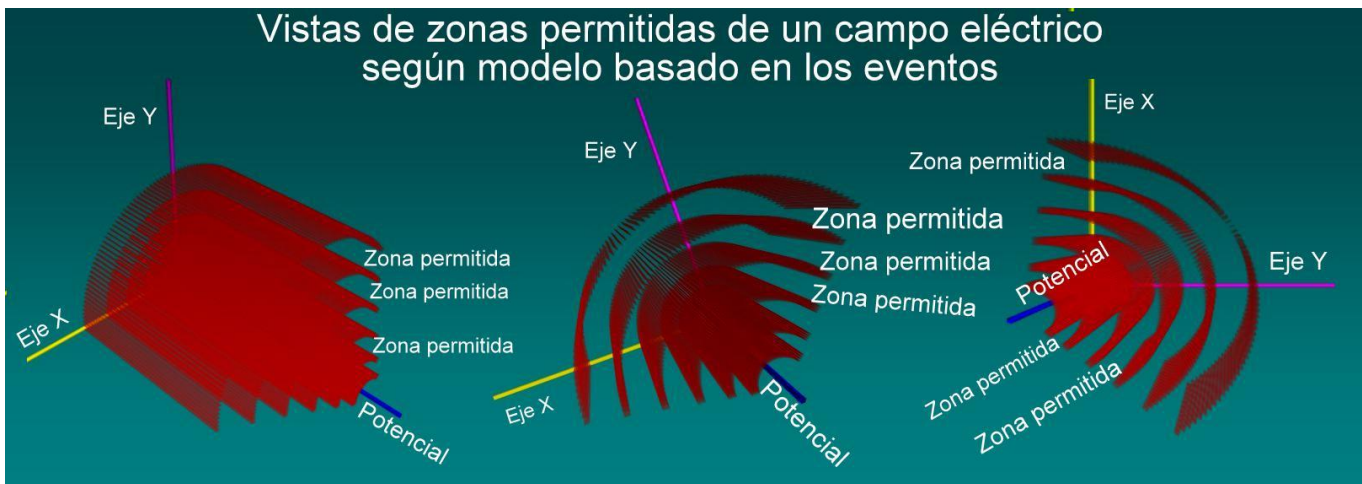 Vistas de zonas permitidas de un campo eléctrico
según modelo basado en los eventos
Eje Y
Zona permitida
Zona permitida
Zona permitida
Eje X
Potencial
Eje Y
Zona permitida
Zona permitida
Zona permitida
Eje X
Potencial
Eje X
Zona permitida
Eje Y
Potencial
Zona permitida
Zona permitida